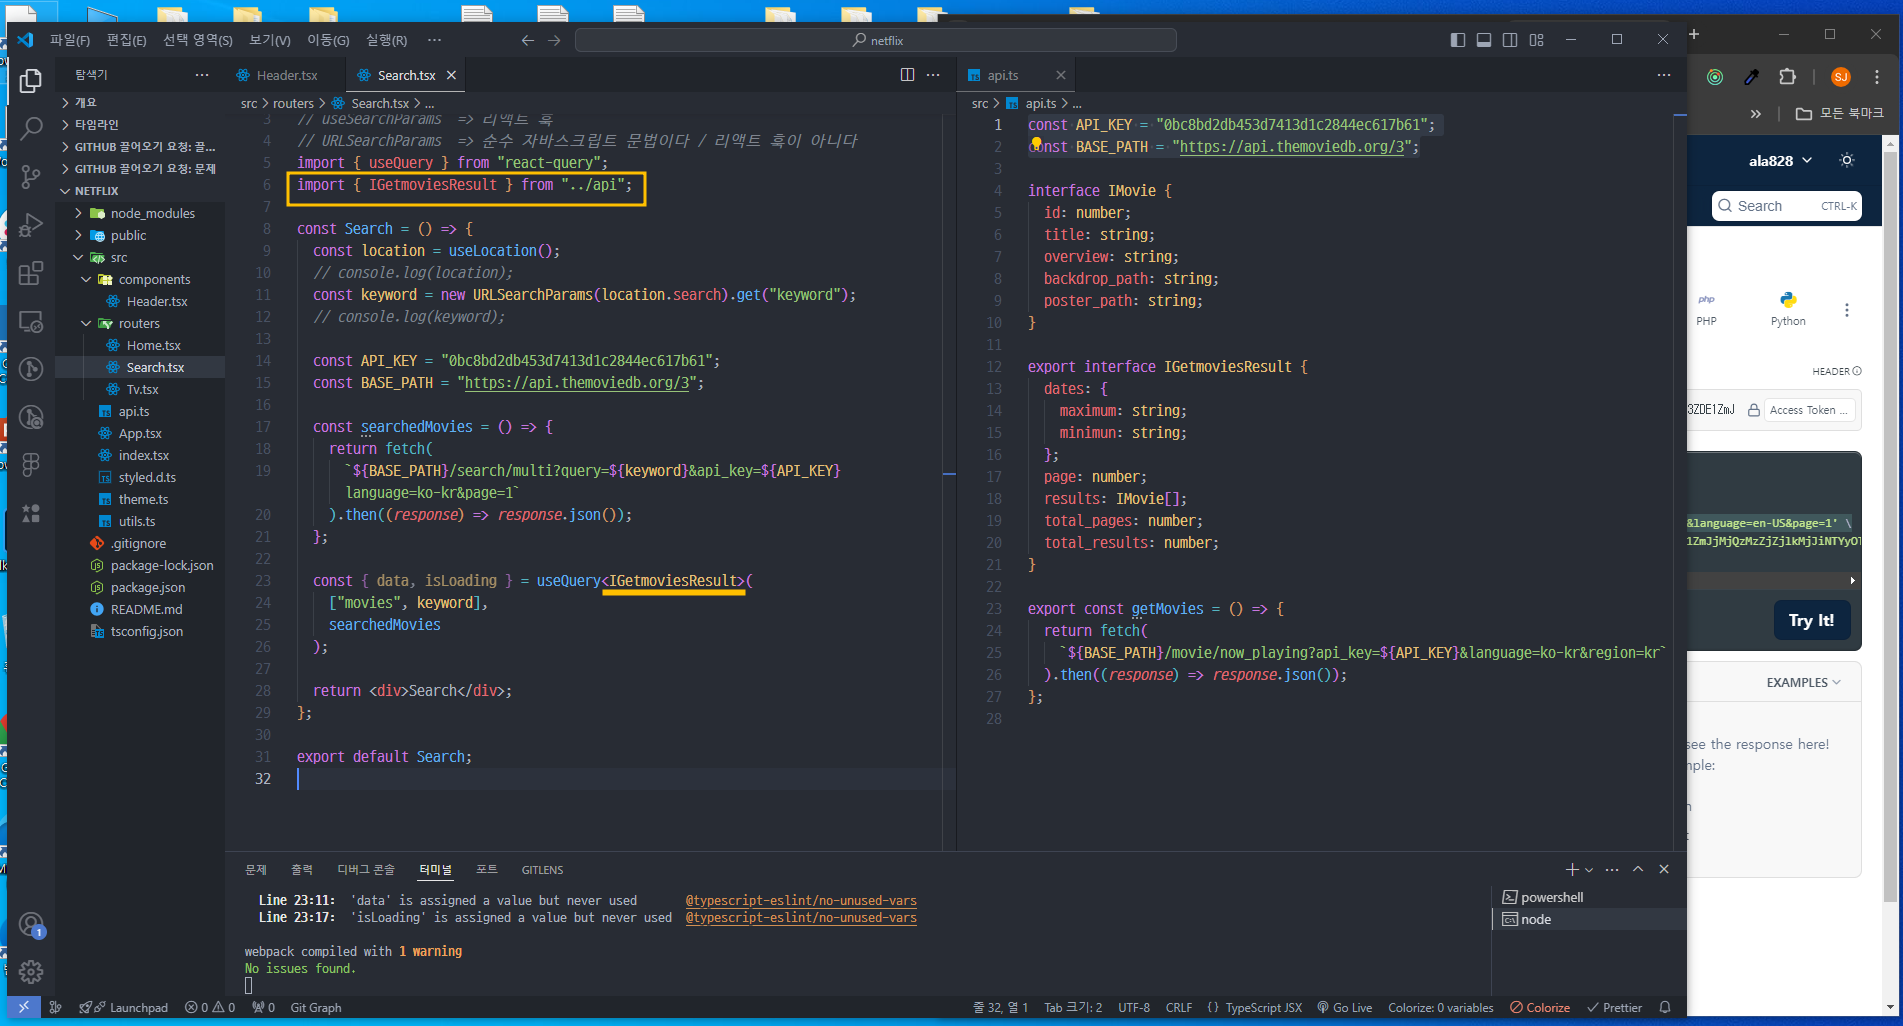 파일(F) 편집(E) 선택 영역(S) 보기(V) 이동(G) 실행(R) ···
netflix
탐색기
개요
타임라인
GITHUB 끌어오기 요청: 끌...
GITHUB 끌어오기 요청: 문제
NETFLIX
node_modules
public
src
components
Header.tsx
routers
Home.tsx
Search.tsx
Tv.tsx
api.ts
App.tsx
index.tsx
styled.d.ts
theme.ts
utils.ts
.gitignore
package-lock.json
package.json
README.md
tsconfig.json
Header.tsx Search.tsx
src > routers > Search.tsx > ...
3 // useSearchParams => 리액트 훅
4 // URLSearchParams => 순수 자바스크립트 문법이다 / 리액트 훅이 아니다
5 import { useQuery } from "react-query";
6 import { IGetmoviesResult } from "../api";
7
8 const Search = () => {
9 const location = useLocation();
10 // console.log(location);
11 const keyword = new URLSearchParams(location.search).get("keyword");
12 // console.log(keyword);
13
14 const API_KEY = "0bc8bd2db453d7413d1c2844ec617b61";
15 const BASE_PATH = "https://api.themoviedb.org/3";
16
17 const searchedMovies = () => {
18 return fetch(
19 `${BASE_PATH}/search/multi?query=${keyword}&api_key=${API_KEY}
language=ko-kr&page=1`
20 ).then((response) => response.json());
21 };
22
23 const { data, isLoading } = useQuery<IGetmoviesResult>(
24 ["movies", keyword],
25 searchedMovies
26 );
27
28 return <div>Search</div>;
29 };
30
31 export default Search;
32
api.ts
src > api.ts > ...
1 const API_KEY = "0bc8bd2db453d7413d1c2844ec617b61";
2 const BASE_PATH = "https://api.themoviedb.org/3";
3
4 interface IMovie {
5 id: number;
6 title: string;
7 overview: string;
8 backdrop_path: string;
9 poster_path: string;
10 }
11
12 export interface IGetmoviesResult {
13 dates: {
14 maximum: string;
15 minimun: string;
16 };
17 page: number;
18 results: IMovie[];
19 total_pages: number;
20 total_results: number;
21 }
22
23 export const getMovies = () => {
24 return fetch(
25 `${BASE_PATH}/movie/now_playing?api_key=${API_KEY}&language=ko-kr&region=kr`
26 ).then((response) => response.json());
27 };
28
문제 출력 디버그 콘솔 터미널 포트 GITLENS
Line 23:11: 'data' is assigned a value but never used @typescript-eslint/no-unused-vars
Line 23:17: 'isLoading' is assigned a value but never used @typescript-eslint/no-unused-vars
webpack compiled with 1 warning
No issues found.
powershell
node
1
Launchpad 0 0 0 Git Graph
줄 32, 열 1 Tab 크기: 2 UTF-8 CRLF {} TypeScript JSX Go Live Colorize: 0 variables Colorize Prettier
SJ
모든 북마크
ala828
Search CTRL-K
PHP
Python
HEADER
3ZDE1ZmJ Access Token ...
&language=en-US&page=1' \
Try It!
EXAMPLES
see the response here!